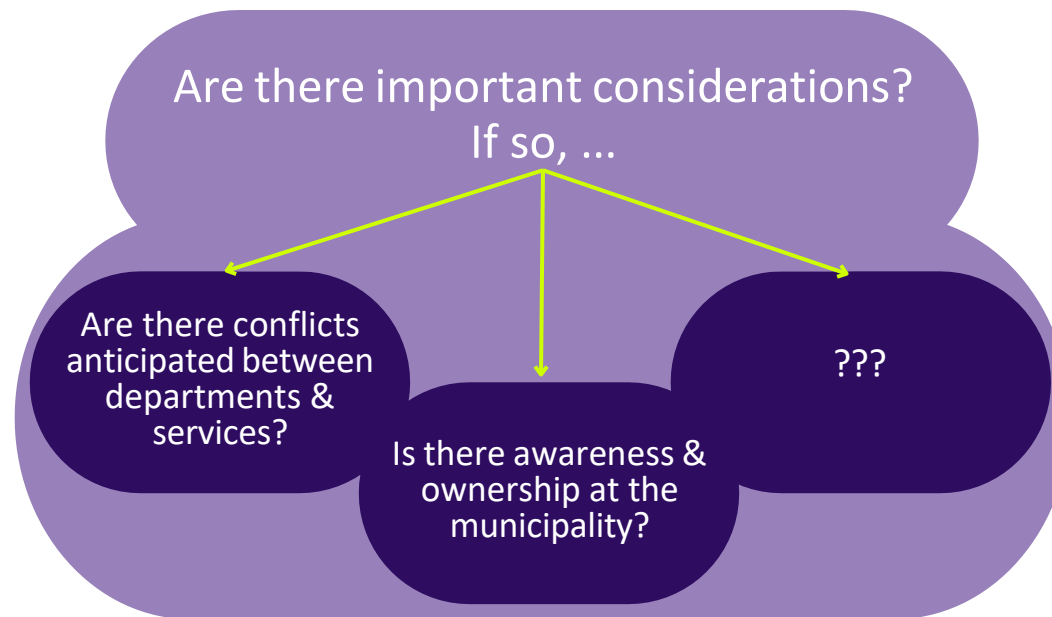 Are there important considerations?
If so, ...
Are there conflicts
anticipated between
departments &
services?
Is there awareness &
ownership at the
municipality?
???